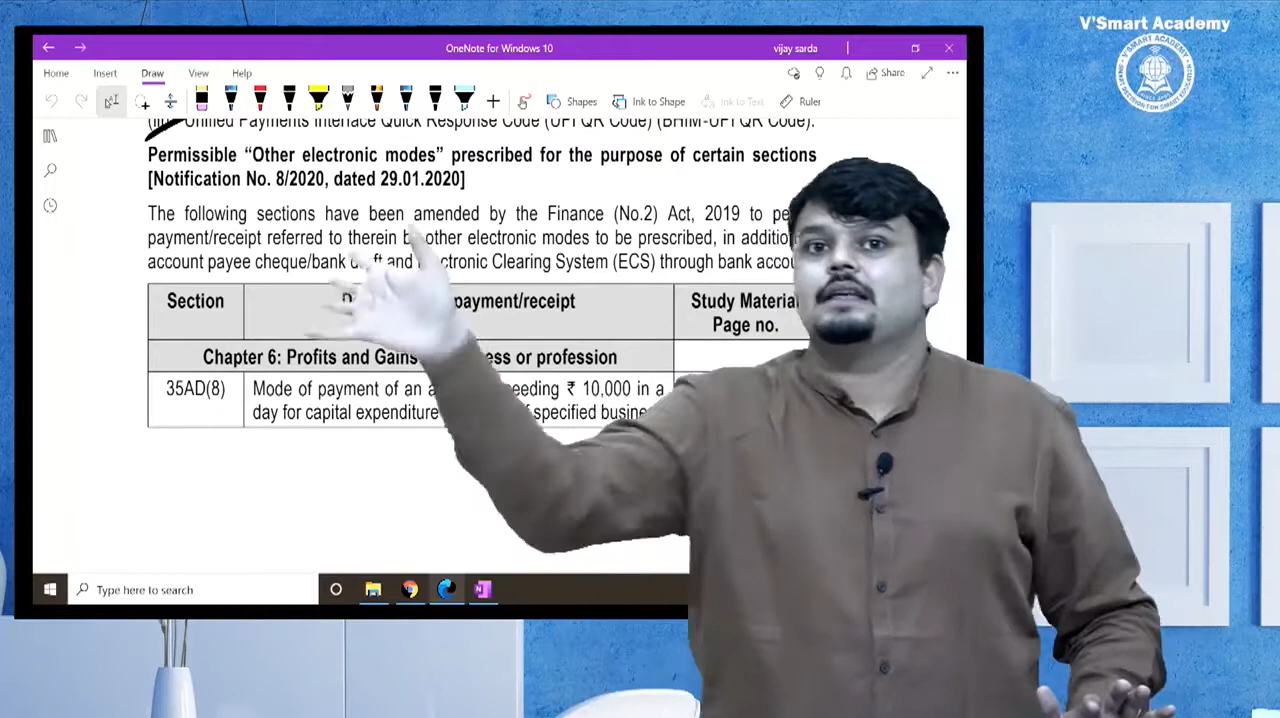 V'Smart Academy
OneNote for Windows 10
vijay sarda
Home Insert Draw View Help
Share
Shapes Ink to Shape Ink to Text Ruler
(iii) Unified Payments Interface Quick Response Code (UPI QR Code) (BHIM-UPI QR Code).
Permissible “Other electronic modes” prescribed for the purpose of certain sections
[Notification No. 8/2020, dated 29.01.2020]
The following sections have been amended by the Finance (No.2) Act, 2019 to
payment/receipt referred to therein other electronic modes to be prescribed, in
account payee cheque/bank and Clearing System (ECS) through bank
Section payment/receipt Study Material
Page no.
Chapter 6: Profits and Gains or profession
35AD(8) Mode of payment of an ₹ 10,000 in a
day for capital expenditure specified
Type here to search